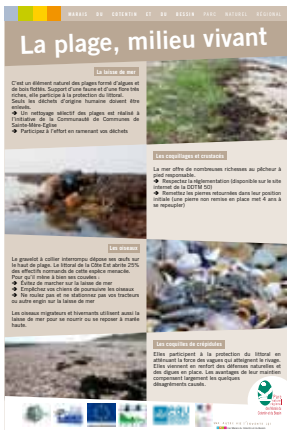 MARAIS DU COTENTIN ET DU BESSIN PARC NATUREL RÉGIONAL
La plage, milieu vivant
La laisse de mer
C'est un élément naturel des plages formé d'algues et
de bois flottés. Support d'une faune et d'une flore très
riches, elle participe à la protection du littoral.
Seuls les déchets d'origine humaine doivent être
enlevés.
➔ Un nettoyage sélectif des plages est réalisé à
l'initiative de la Communauté de Communes de
Sainte-Mère-Eglise
➔ Participez à l'effort en ramenant vos déchets
Les coquillages et crustacés
La mer offre de nombreuses richesses au pêcheur à
pied responsable.
➔ Respectez la réglementation (disponible sur le site
internet de la DDTM 50)
➔ Remettez les pierres retournées dans leur position
initiale (une pierre non remise en place met 4 ans à
se repeupler)
Les oiseaux
Le gravelot à collier interrompu dépose ses œufs sur
le haut de plage. Le littoral de la Côte Est abrite 25%
des effectifs normands de cette espèce menacée.
Pour qu'il mène à bien ses couvées :
➔ Évitez de marcher sur la laisse de mer
➔ Empêchez vos chiens de poursuivre les oiseaux
➔ Ne roulez pas et ne stationnez pas vos tracteurs
ou autre engin sur la laisse de mer
Les oiseaux migrateurs et hivernants utilisent aussi la
laisse de mer pour se nourrir ou se reposer à marée
haute.
Les coquilles de crépidules
Elles participent à la protection du littoral en
atténuant la force des vagues qui atteignent le rivage.
Elles viennent en renfort des défenses naturelles et
des digues en place. Les avantages de leur maintien
compensent largement les quelques
désagréments causés.